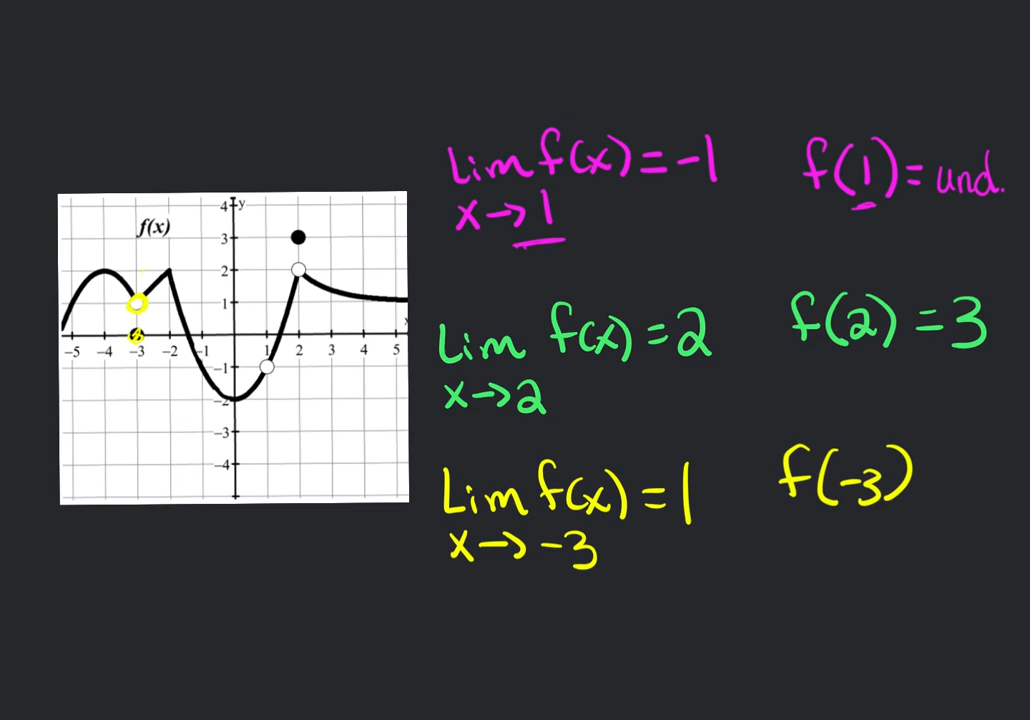 lim f(x) = -1 f(1) = und.
x → 1
f(x)
y
4
3
2
1
-5 -4 -3 -2 -1 1 2 3 4 5
x
-1
-2
-3
-4
Lim f(x) = 2 f(2) = 3
x → 2
Lim f(x) = 1 f(-3)
x → -3